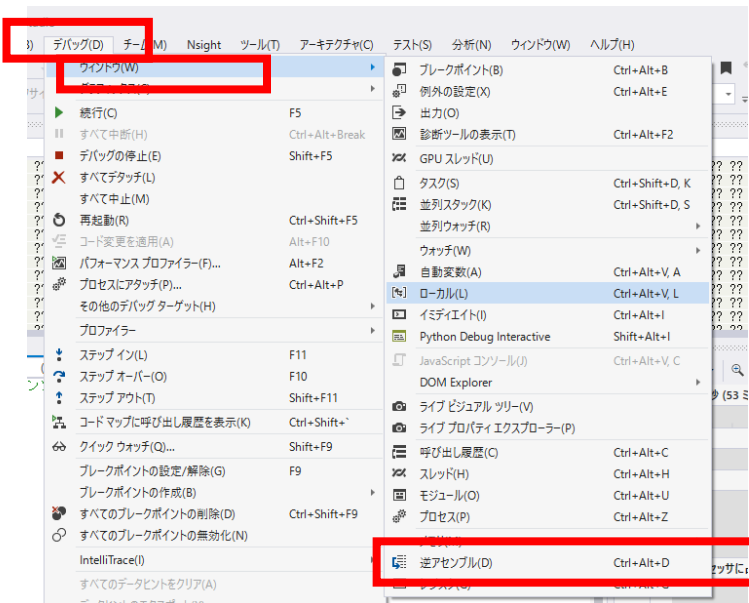 デバッグ(D) チーム(M) Nsight ツール(T) アーキテクチャ(C) テスト(S) 分析(N) ウィンドウ(W) ヘルプ(H)
ウィンドウ(W)
続行(C) F5
すべて中断(H) Ctrl+Alt+Break
デバッグの停止(E) Shift+F5
すべてデタッチ(L)
すべて中止(M)
再起動(R) Ctrl+Shift+F5
コード変更を適用(A) Alt+F10
パフォーマンス プロファイラー(F)... Alt+F2
プロセスにアタッチ(P)... Ctrl+Alt+P
その他のデバッグ ターゲット(H)
プロファイラー
ステップ イン(L) F11
ステップ オーバー(O) F10
ステップ アウト(T) Shift+F11
コード マップに呼び出し履歴を表示(K) Ctrl+Shift+`
クイック ウォッチ(Q)... Shift+F9
ブレークポイントの設定/解除(G) F9
ブレークポイントの作成(B)
すべてのブレークポイントの削除(D) Ctrl+Shift+F9
すべてのブレークポイントの無効化(N)
IntelliTrace(I)
すべてのデータヒントをクリア(A)
ブレークポイント(B) Ctrl+Alt+B
例外の設定(X) Ctrl+Alt+E
出力(O)
診断ツールの表示(T) Ctrl+Alt+F2
GPU スレッド(U)
タスク(S) Ctrl+Shift+D, K
並列スタック(K) Ctrl+Shift+D, S
並列ウォッチ(R)
ウォッチ(W)
自動変数(A) Ctrl+Alt+V, A
ローカル(L) Ctrl+Alt+V, L
イミディエイト(I) Ctrl+Alt+I
Python Debug Interactive Shift+Alt+I
JavaScript コンソール(J) Ctrl+Alt+V, C
DOM Explorer
ライブ ビジュアル ツリー(V)
ライブ プロパティ エクスプローラー(P)
呼び出し履歴(C) Ctrl+Alt+C
スレッド(H) Ctrl+Alt+H
モジュール(O) Ctrl+Alt+U
プロセス(P) Ctrl+Alt+Z
逆アセンブル(D) Ctrl+Alt+D